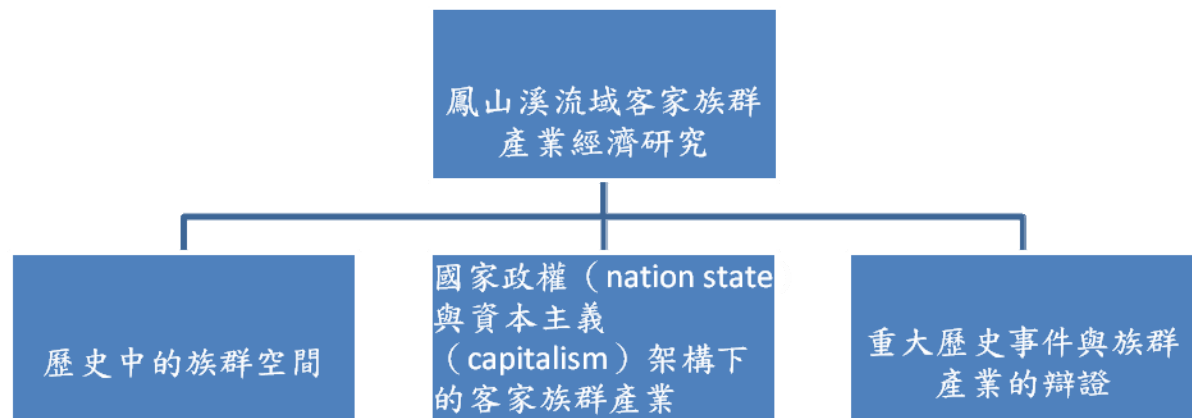 鳳山溪流域客家族群
產業經濟研究
歷史中的族群空間
國家政權（nation state
與資本主義
（capitalism）架構下
的客家族群產業
重大歷史事件與族群
產業的辯證